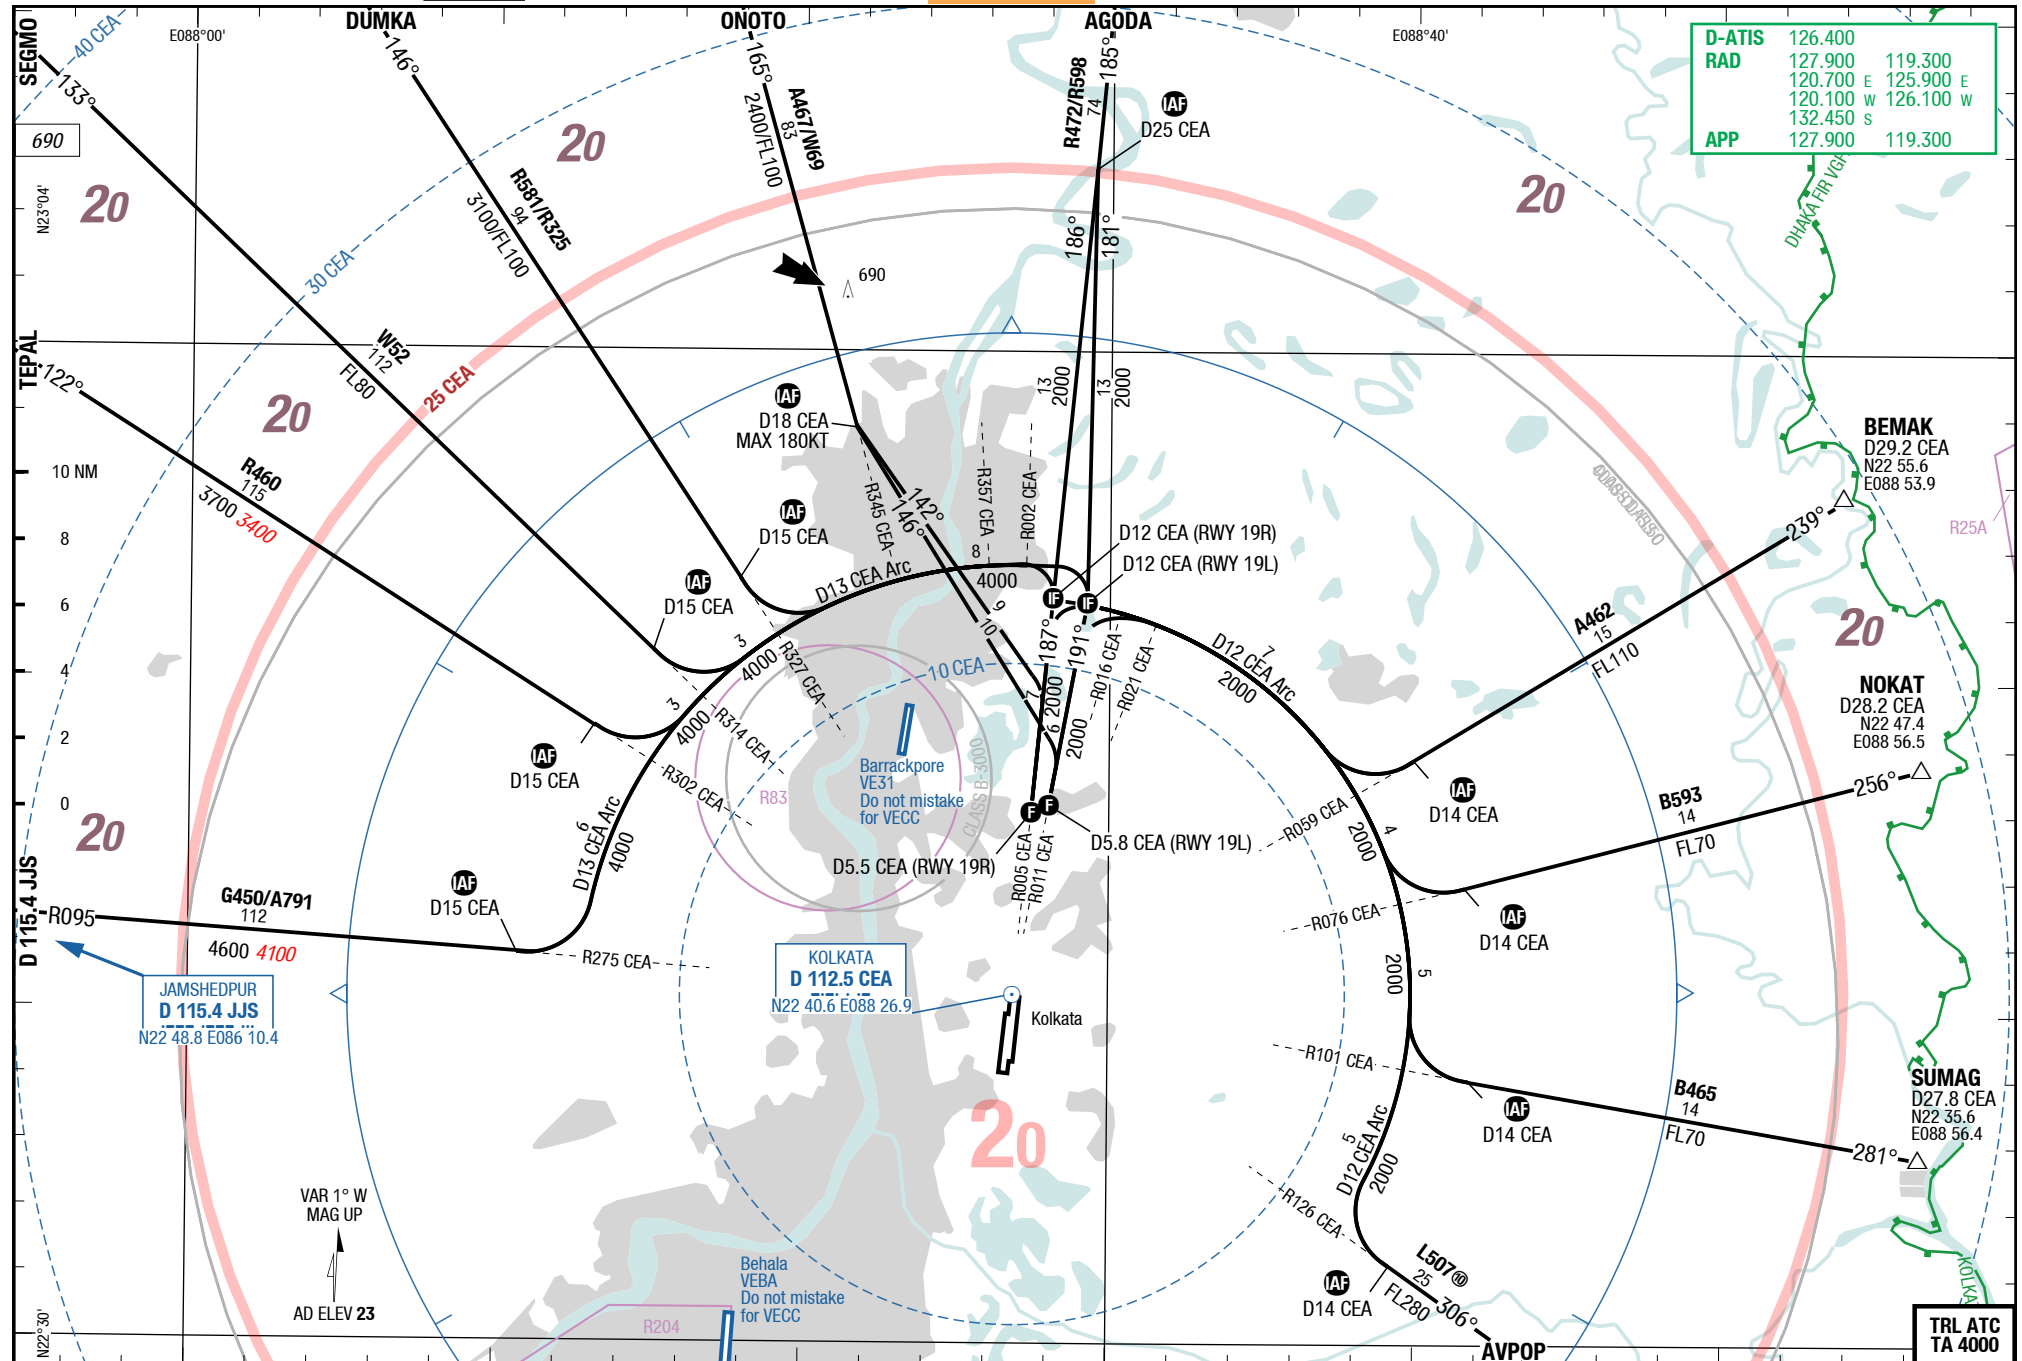 SEGMO
40 CEA
E088°00'
DUMKA
ONOTO
AGODA
E088°40'
D-ATIS 126.400
RAD 127.900 119.300
120.700 E 125.900 E
120.100 W 126.100 W
132.450 S
APP 127.900 119.300
133°
146°
165°
185°
690
N23°04'
20
20
20
A467/W69
83
2400/FL100
R472/R598
74
IAF
D25 CEA
DHAKA FIR VGF
R581/R325
94
3100/FL100
186°
181°
30 CEA
690
TEPAL
122°
W52
112
FL80
25 CEA
20
IAF
D18 CEA
MAX 180KT
13
2000
13
2000
BEMAK
D29.2 CEA
N22 55.6
E088 53.9
10 NM
8
6
4
2
0
R460
115
3700 3400
IAF
D15 CEA
R345 CEA
142°
146°
R357 CEA
R002 CEA
239°
R25A
D12 CEA (RWY 19R)
D12 CEA (RWY 19L)
IAF
D15 CEA
D13 CEA Arc
8
4000
IF
IF
9
10
187°
191°
R016 CEA
R021 CEA
D12 CEA Arc
7
2000
A462
15
FL110
20
3
4000
R327 CEA
10 CEA
NOKAT
D28.2 CEA
N22 47.4
E088 56.5
3
4000
R314 CEA
IAF
D15 CEA
R302 CEA
R83
Barrackpore
VE31
Do not mistake
for VECC
CLASS B-300
7
2000
6
2000
F
F
D5.5 CEA (RWY 19R)
D5.8 CEA (RWY 19L)
R005 CEA
R011 CEA
IAF
D14 CEA
R059 CEA
4
2000
B593
14
FL70
256°
20
D 115.4 JJS
R095
G450/A791
112
4600 4100
IAF
D15 CEA
D13 CEA Arc
6
4000
R275 CEA
R076 CEA
IAF
D14 CEA
JAMSHEDPUR
D 115.4 JJS
N22 48.8 E086 10.4
KOLKATA
D 112.5 CEA
N22 40.6 E088 26.9
Kolkata
5
2000
R101 CEA
IAF
D14 CEA
B465
14
FL70
281°
SUMAG
D27.8 CEA
N22 35.6
E088 56.4
20
D12 CEA Arc
5
2000
R126 CEA
VAR 1° W
MAG UP
AD ELEV 23
Behala
VEBA
Do not mistake
for VECC
R204
IAF
D14 CEA
L507⑩
25
FL280
306°
AVPOP
KOLKA
N22°30'
TRL ATC
TA 4000